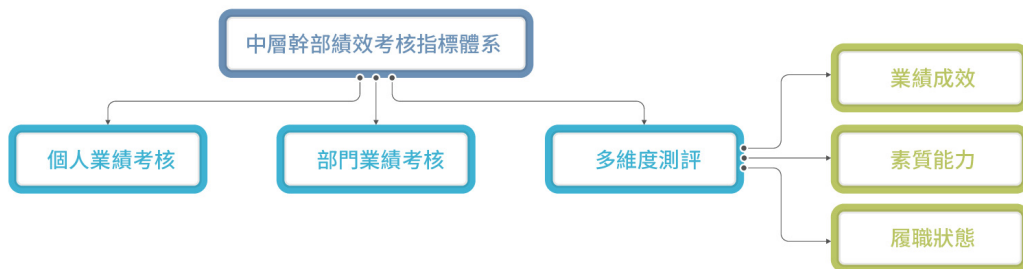 中層幹部績效考核指標體系
個人業績考核
部門業績考核
多維度測評
業績成效
素質能力
履職狀態